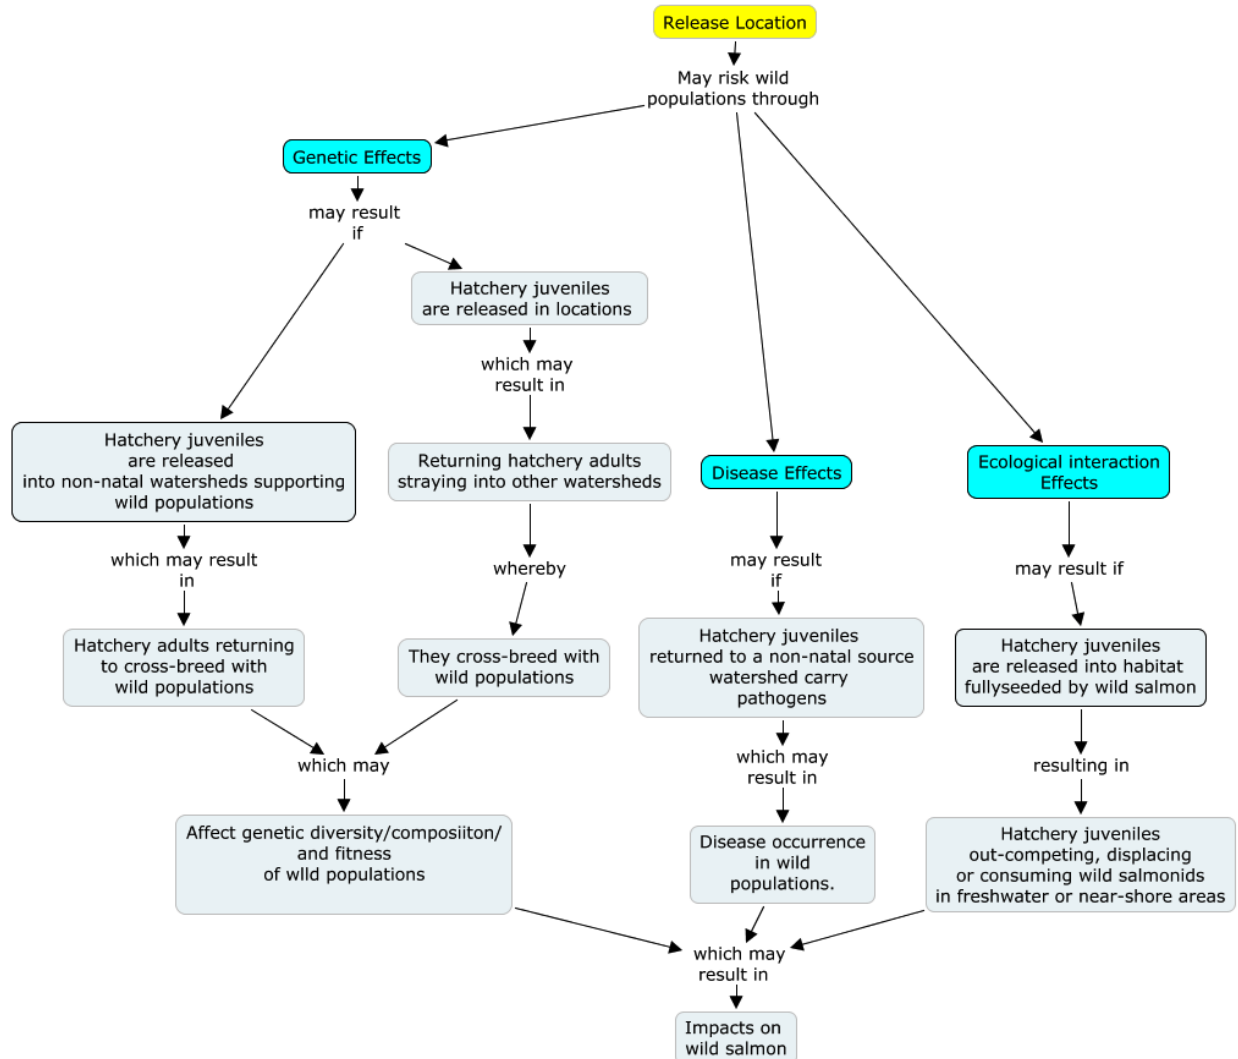 Release Location
May risk wild
populations through
Genetic Effects
may result
if
Hatchery juveniles
are released in locations
which may
result in
Hatchery juveniles
are released
into non-natal watersheds supporting
wild populations
Returning hatchery adults
straying into other watersheds
Disease Effects
Ecological interaction
Effects
which may result
in
whereby
may result
if
may result if
Hatchery adults returning
to cross-breed with
wild populations
They cross-breed with
wild populations
Hatchery juveniles
returned to a non-natal source
watershed carry
pathogens
Hatchery juveniles
are released into habitat
fullyseeded by wild salmon
which may
which may
result in
resulting in
Affect genetic diversity/composiiton/
and fitness
of wlld populations
Disease occurrence
in wild
populations.
Hatchery juveniles
out-competing, displacing
or consuming wild salmonids
in freshwater or near-shore areas
which may
result in
Impacts on
wild salmon